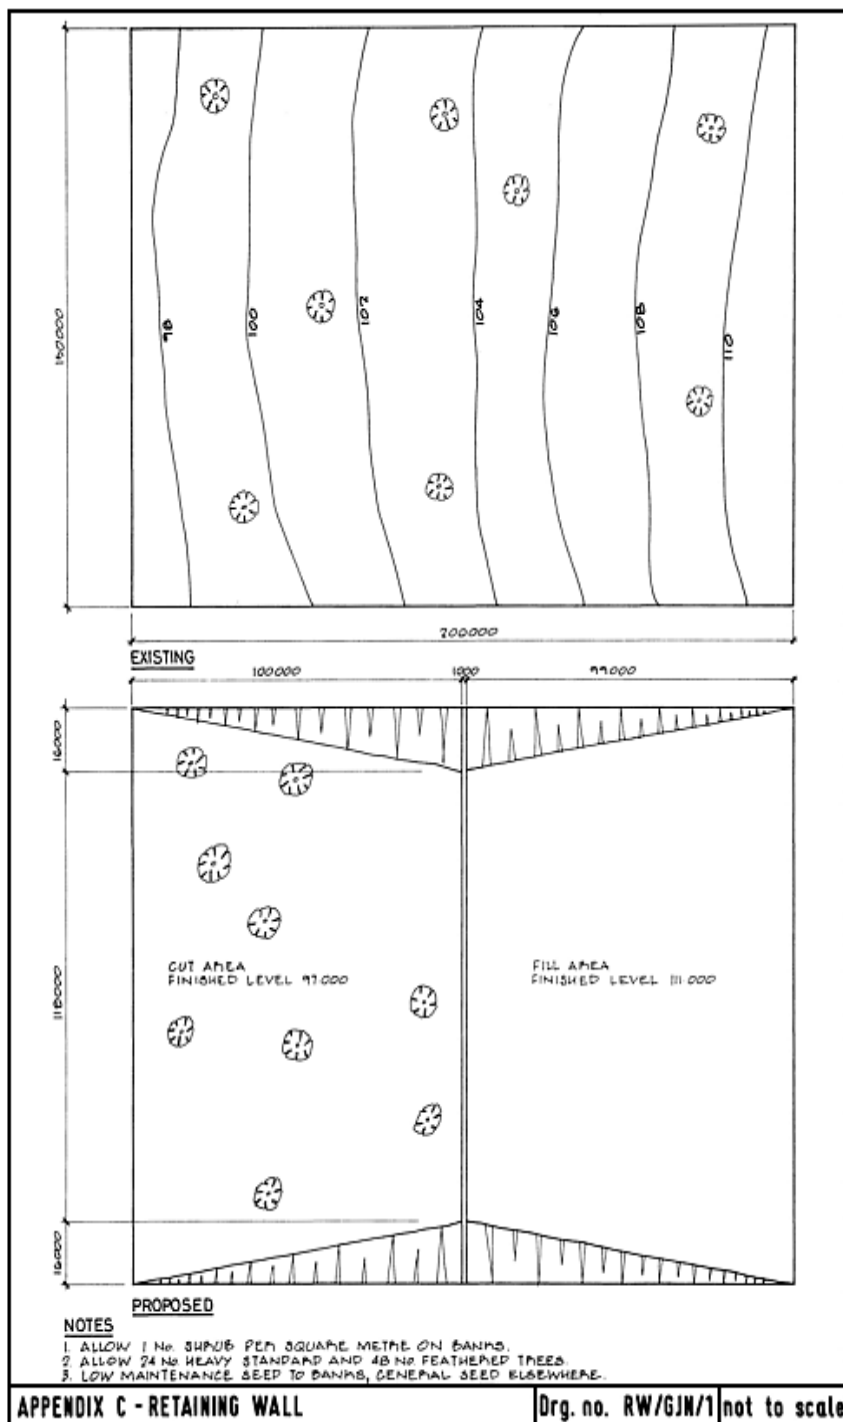 150000
98
100
102
104
106
108
110
200000
EXISTING
100000
1000
99000
16000
118000
16000
CUT AREA
FINISHED LEVEL 97.000
FILL AREA
FINISHED LEVEL 111.000
PROPOSED
NOTES
1. ALLOW 1 No. SHRUB PER SQUARE METRE ON BANKS.
2. ALLOW 24 No. HEAVY STANDARD AND 48 No. FEATHERED TREES.
3. LOW MAINTENANCE SEED TO BANKS, GENERAL SEED ELSEWHERE.
APPENDIX C - RETAINING WALL
Drg. no. RW/GJN/1
not to scale